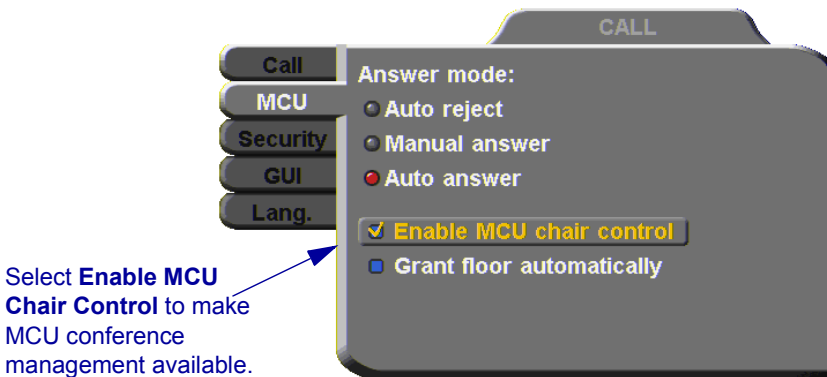 CALL
Call
MCU
Security
GUI
Lang.
Answer mode:
Auto reject
Manual answer
Auto answer
Enable MCU chair control
Grant floor automatically
Select Enable MCU
Chair Control to make
MCU conference
management available.